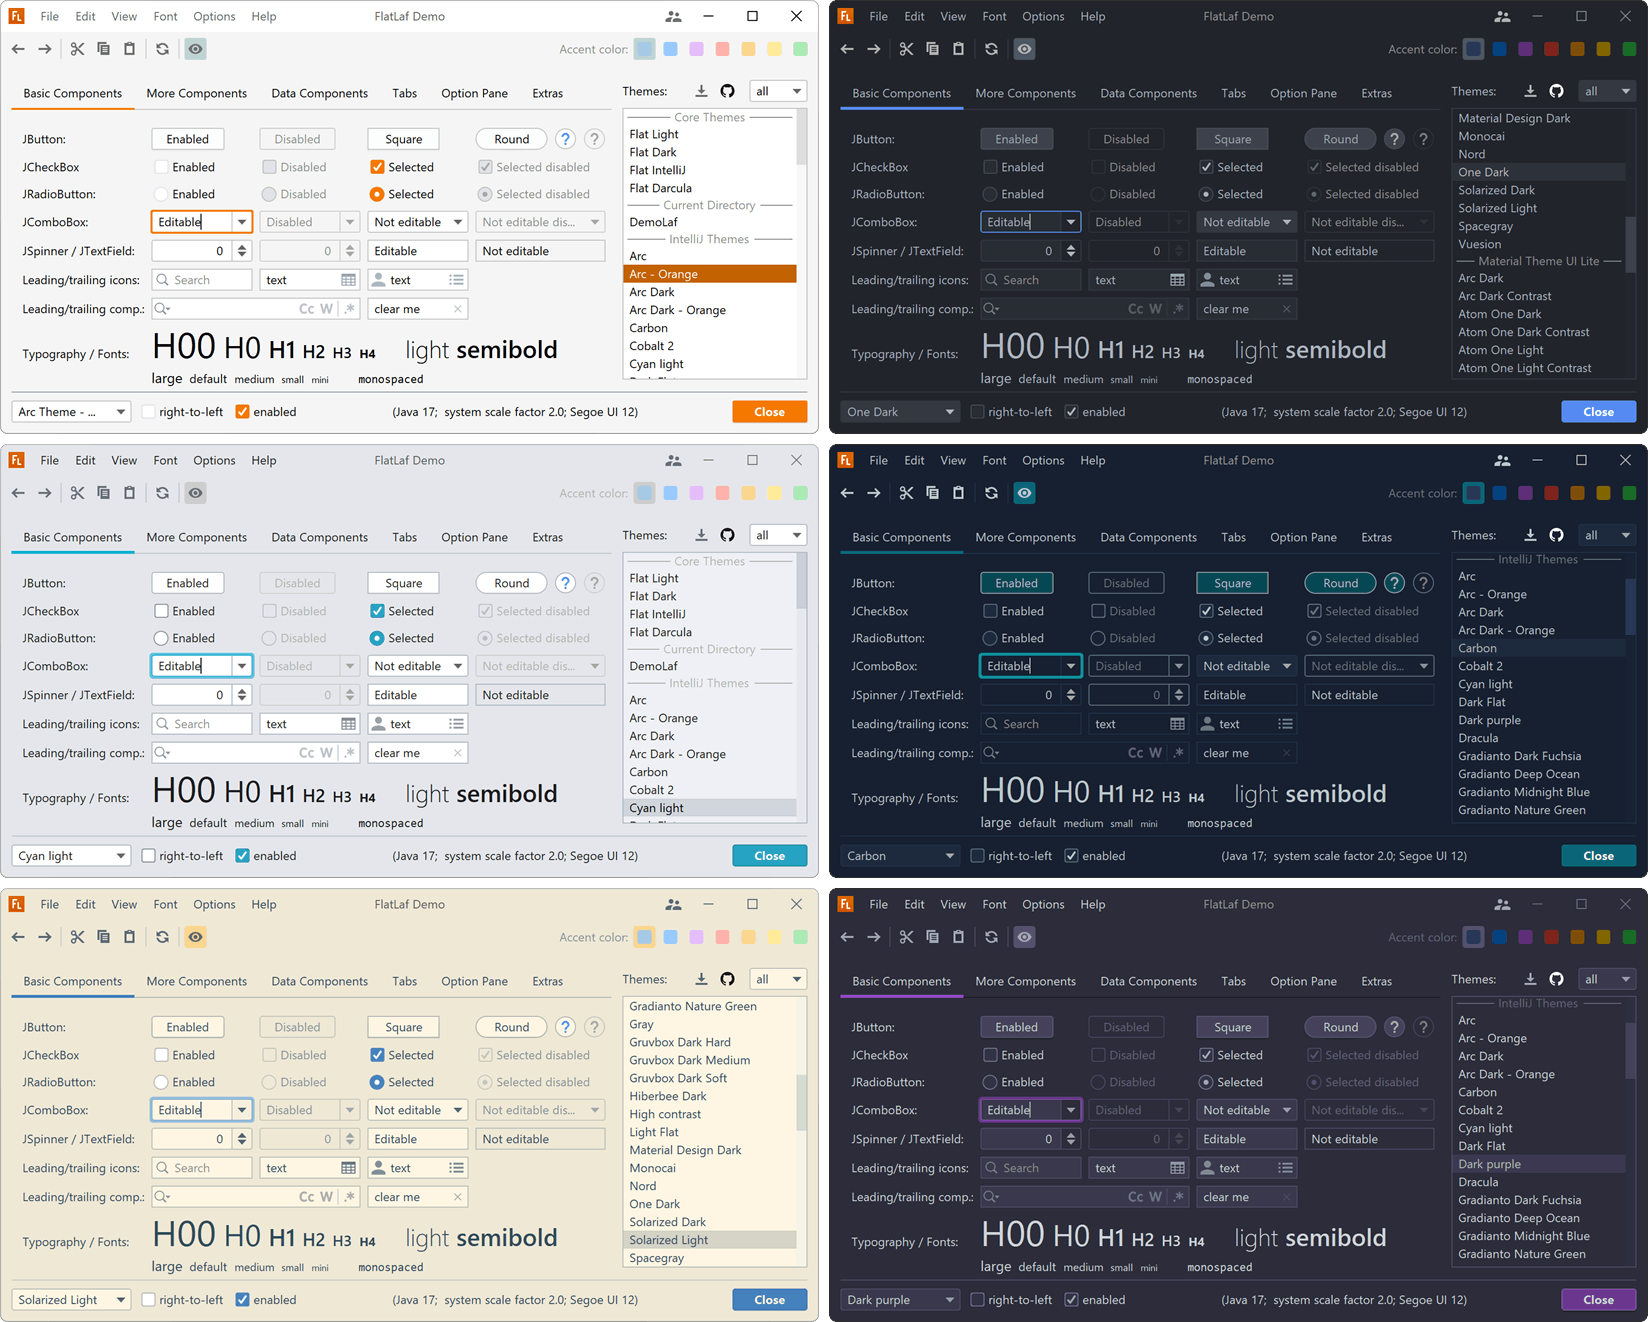 FL File Edit View Font Options Help FlatLaf Demo
Accent color:
Basic Components More Components Data Components Tabs Option Pane Extras
Themes: all
JButton: Enabled Disabled Square Round ? ?
JCheckBox Enabled Disabled Selected Selected disabled
JRadioButton: Enabled Disabled Selected Selected disabled
JComboBox: Editable Disabled Not editable Not editable dis...
JSpinner / JTextField: 0 0 Editable Not editable
Leading/trailing icons: Search text text
Leading/trailing comp.: Cc W .* clear me
Typography / Fonts: H00 H0 H1 H2 H3 H4 light semibold
large default medium small mini monospaced
Core Themes
Flat Light
Flat Dark
Flat IntelliJ
Flat Darcula
Current Directory
DemoLaf
IntelliJ Themes
Arc
Arc - Orange
Arc Dark
Arc Dark - Orange
Carbon
Cobalt 2
Cyan light
Arc Theme - ... right-to-left enabled (Java 17; system scale factor 2.0; Segoe UI 12) Close
FL File Edit View Font Options Help FlatLaf Demo
Accent color:
Basic Components More Components Data Components Tabs Option Pane Extras
Themes: all
JButton: Enabled Disabled Square Round ? ?
JCheckBox Enabled Disabled Selected Selected disabled
JRadioButton: Enabled Disabled Selected Selected disabled
JComboBox: Editable Disabled Not editable Not editable dis...
JSpinner / JTextField: 0 0 Editable Not editable
Leading/trailing icons: Search text text
Leading/trailing comp.: Cc W .* clear me
Typography / Fonts: H00 H0 H1 H2 H3 H4 light semibold
large default medium small mini monospaced
Material Design Dark
Monocai
Nord
One Dark
Solarized Dark
Solarized Light
Spacegray
Vuesion
Material Theme UI Lite
Arc Dark
Arc Dark Contrast
Atom One Dark
Atom One Dark Contrast
Atom One Light
Atom One Light Contrast
One Dark right-to-left enabled (Java 17; system scale factor 2.0; Segoe UI 12) Close
FL File Edit View Font Options Help FlatLaf Demo
Accent color:
Basic Components More Components Data Components Tabs Option Pane Extras
Themes: all
JButton: Enabled Disabled Square Round ? ?
JCheckBox Enabled Disabled Selected Selected disabled
JRadioButton: Enabled Disabled Selected Selected disabled
JComboBox: Editable Disabled Not editable Not editable dis...
JSpinner / JTextField: 0 0 Editable Not editable
Leading/trailing icons: Search text text
Leading/trailing comp.: Cc W .* clear me
Typography / Fonts: H00 H0 H1 H2 H3 H4 light semibold
large default medium small mini monospaced
Core Themes
Flat Light
Flat Dark
Flat IntelliJ
Flat Darcula
Current Directory
DemoLaf
IntelliJ Themes
Arc
Arc - Orange
Arc Dark
Arc Dark - Orange
Carbon
Cobalt 2
Cyan light
Cyan light right-to-left enabled (Java 17; system scale factor 2.0; Segoe UI 12) Close
FL File Edit View Font Options Help FlatLaf Demo
Accent color:
Basic Components More Components Data Components Tabs Option Pane Extras
Themes: all
JButton: Enabled Disabled Square Round ? ?
JCheckBox Enabled Disabled Selected Selected disabled
JRadioButton: Enabled Disabled Selected Selected disabled
JComboBox: Editable Disabled Not editable Not editable dis...
JSpinner / JTextField: 0 0 Editable Not editable
Leading/trailing icons: Search text text
Leading/trailing comp.: Cc W .* clear me
Typography / Fonts: H00 H0 H1 H2 H3 H4 light semibold
large default medium small mini monospaced
IntelliJ Themes
Arc
Arc - Orange
Arc Dark
Arc Dark - Orange
Carbon
Cobalt 2
Cyan light
Dark Flat
Dark purple
Dracula
Gradianto Dark Fuchsia
Gradianto Deep Ocean
Gradianto Midnight Blue
Gradianto Nature Green
Carbon right-to-left enabled (Java 17; system scale factor 2.0; Segoe UI 12) Close
FL File Edit View Font Options Help FlatLaf Demo
Accent color:
Basic Components More Components Data Components Tabs Option Pane Extras
Themes: all
JButton: Enabled Disabled Square Round ? ?
JCheckBox Enabled Disabled Selected Selected disabled
JRadioButton: Enabled Disabled Selected Selected disabled
JComboBox: Editable Disabled Not editable Not editable dis...
JSpinner / JTextField: 0 0 Editable Not editable
Leading/trailing icons: Search text text
Leading/trailing comp.: Cc W .* clear me
Typography / Fonts: H00 H0 H1 H2 H3 H4 light semibold
large default medium small mini monospaced
Gradianto Nature Green
Gray
Gruvbox Dark Hard
Gruvbox Dark Medium
Gruvbox Dark Soft
Hiberbee Dark
High contrast
Light Flat
Material Design Dark
Monocai
Nord
One Dark
Solarized Dark
Solarized Light
Spacegray
Solarized Light right-to-left enabled (Java 17; system scale factor 2.0; Segoe UI 12) Close
FL File Edit View Font Options Help FlatLaf Demo
Accent color:
Basic Components More Components Data Components Tabs Option Pane Extras
Themes: all
JButton: Enabled Disabled Square Round ? ?
JCheckBox Enabled Disabled Selected Selected disabled
JRadioButton: Enabled Disabled Selected Selected disabled
JComboBox: Editable Disabled Not editable Not editable dis...
JSpinner / JTextField: 0 0 Editable Not editable
Leading/trailing icons: Search text text
Leading/trailing comp.: Cc W .* clear me
Typography / Fonts: H00 H0 H1 H2 H3 H4 light semibold
large default medium small mini monospaced
IntelliJ Themes
Arc
Arc - Orange
Arc Dark
Arc Dark - Orange
Carbon
Cobalt 2
Cyan light
Dark Flat
Dark purple
Dracula
Gradianto Dark Fuchsia
Gradianto Deep Ocean
Gradianto Midnight Blue
Gradianto Nature Green
Dark purple right-to-left enabled (Java 17; system scale factor 2.0; Segoe UI 12) Close